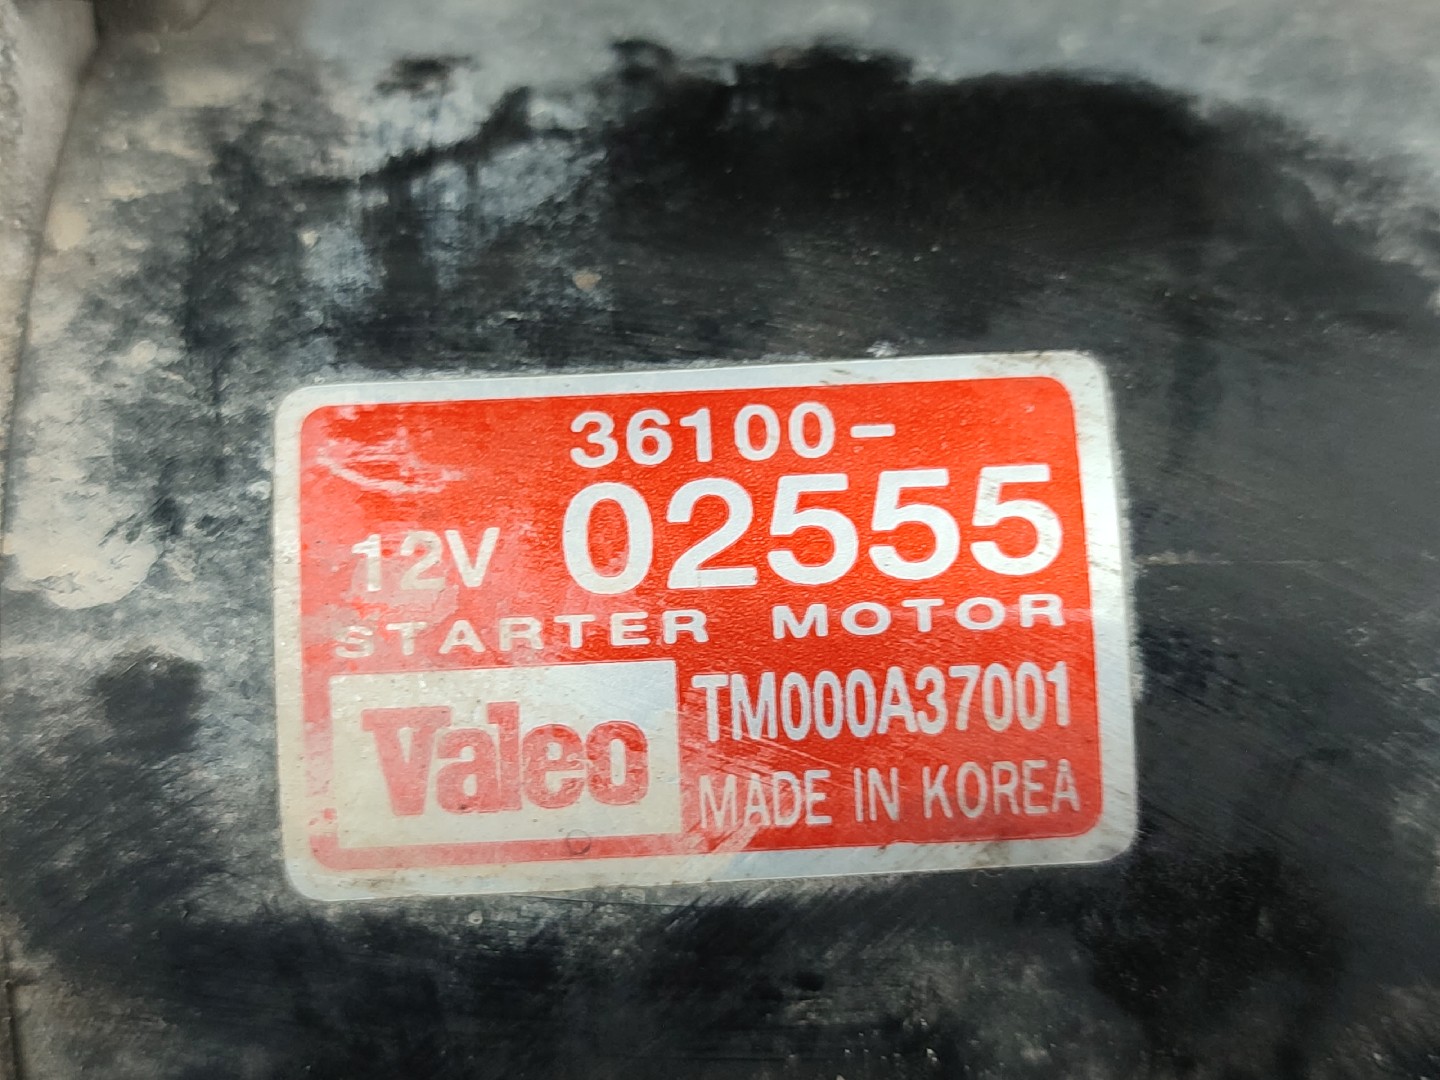 36100-
12V 02555
STARTER MOTOR
Valeo TM000A37001
MADE IN KOREA